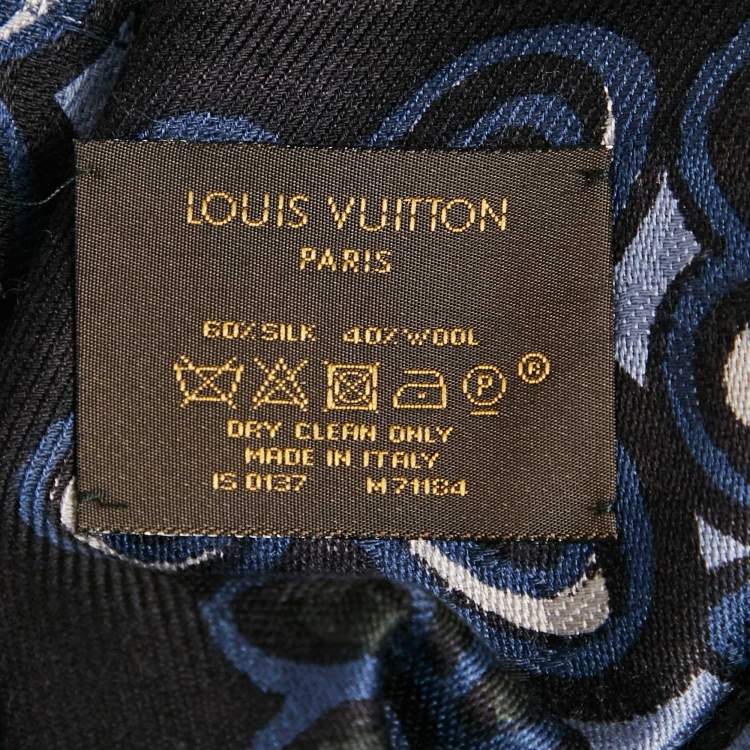 LOUIS VUITTON
PARIS
60% SILK 40% WOOL
P ®
DRY CLEAN ONLY
MADE IN ITALY
IS 0137 M71184